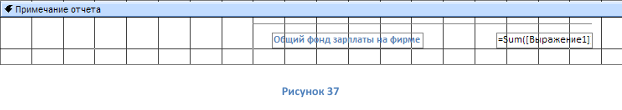 Примечание отчета
Общий фонд зарплаты на фирме =Sum([Выражение1]
Рисунок 37